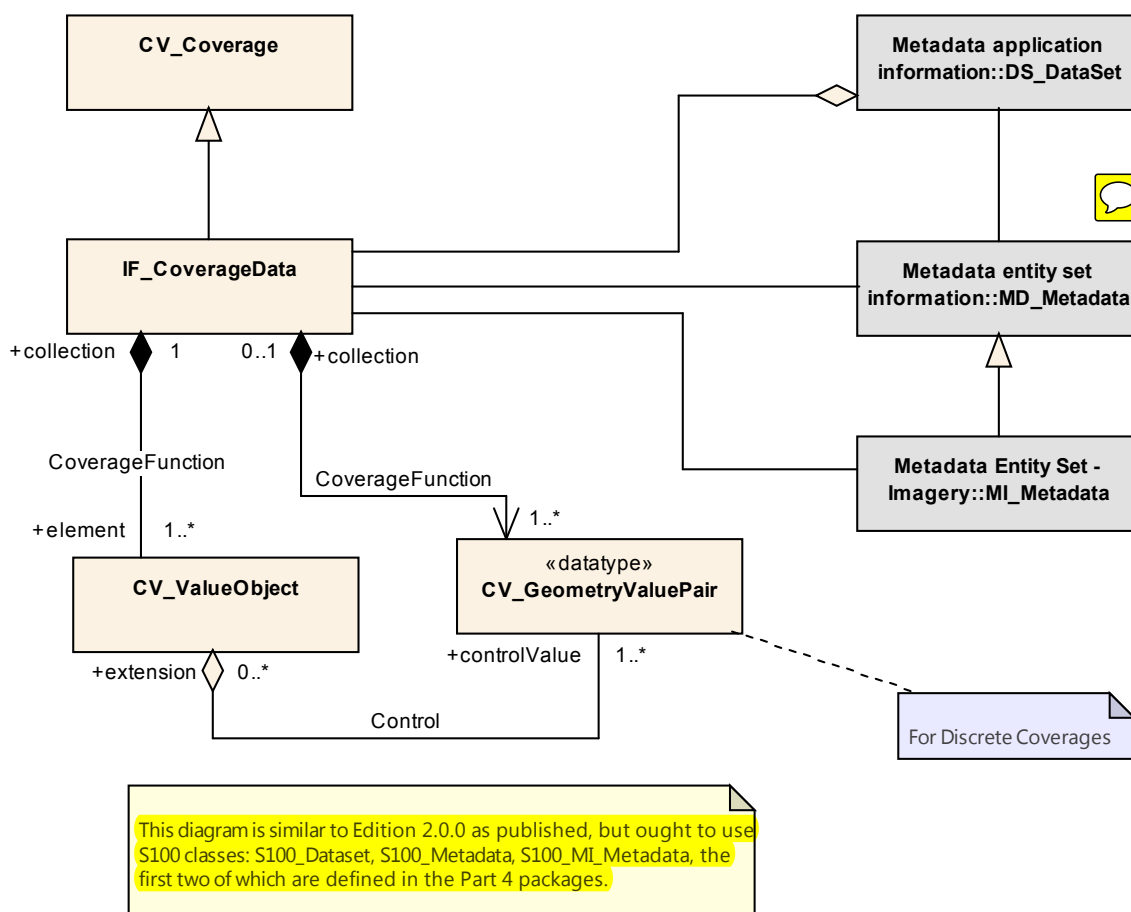 CV_Coverage
Metadata application
information::DS_DataSet
IF_CoverageData
Metadata entity set
information::MD_Metadata
+collection
1
0..1
+collection
CoverageFunction
CoverageFunction
Metadata Entity Set -
Imagery::MI_Metadata
+element
1..*
1..*
CV_ValueObject
«datatype»
CV_GeometryValuePair
+extension
0..*
+controlValue
1..*
Control
For Discrete Coverages
This diagram is similar to Edition 2.0.0 as published, but ought to use
S100 classes: S100_Dataset, S100_Metadata, S100_MI_Metadata, the
first two of which are defined in the Part 4 packages.